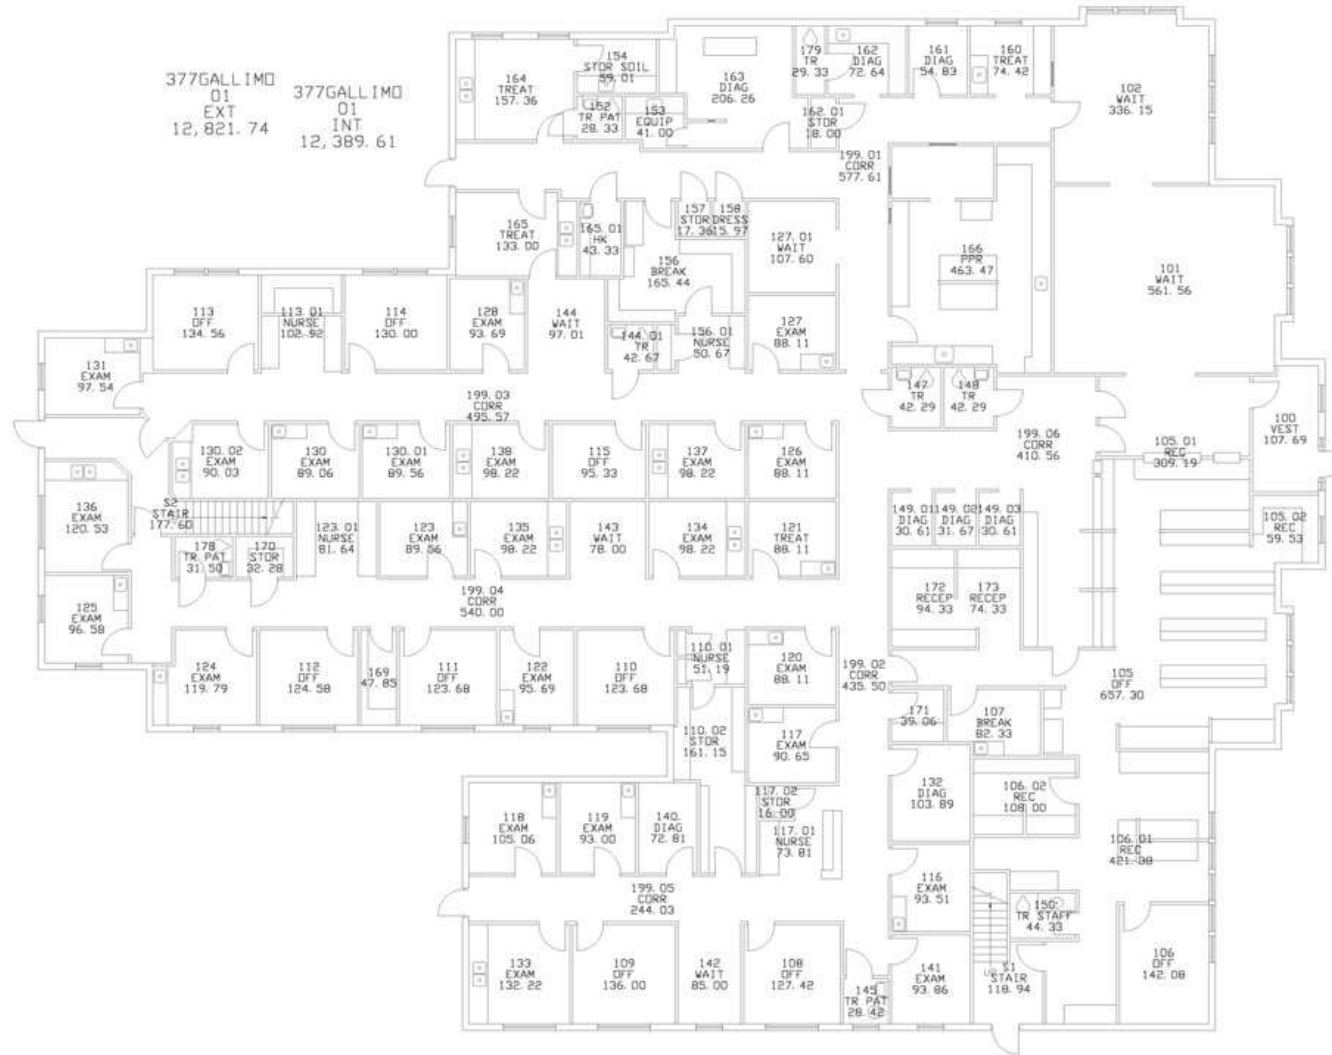 377GALLIMO
01
EXT
12,821.74
377GALLIMO
01
INT
12,389.61
164
TREAT
157.36
154
STOR SOIL
59.01
152
TR PAT
28.33
153
EQUIP
41.00
163
DIAG
206.26
179
TR
29.33
162
DIAG
72.64
161
DIAG
54.83
160
TREAT
74.42
162.01
STOR
18.00
102
WAIT
336.15
199.01
CORR
577.61
165
TREAT
133.00
165.01
HK
43.33
157
STOR
17.36
158
DRESS
15.97
156
BREAK
165.44
127.01
WAIT
107.60
166
PPR
463.47
101
WAIT
561.56
113
OFF
134.56
113.01
NURSE
102.92
114
OFF
130.00
128
EXAM
93.69
144
WAIT
97.01
144.01
TR
42.67
156.01
NURSE
50.67
127
EXAM
88.11
131
EXAM
97.54
199.03
CORR
495.57
147
TR
42.29
148
TR
42.29
100
VEST
107.69
199.06
CORR
410.56
105.01
REC
309.19
130.02
EXAM
90.03
130
EXAM
89.06
130.01
EXAM
89.56
138
EXAM
98.22
115
OFF
95.33
137
EXAM
98.22
126
EXAM
88.11
136
EXAM
120.53
S2
STAIR
177.60
123.01
NURSE
81.64
123
EXAM
89.56
135
EXAM
98.22
143
WAIT
78.00
134
EXAM
98.22
121
TREAT
88.11
149.01
DIAG
30.61
149.02
DIAG
31.67
149.03
DIAG
30.61
105.02
REC
59.53
178
TR PAT
31.50
170
STOR
32.28
199.04
CORR
540.00
172
RECEP
94.33
173
RECEP
74.33
125
EXAM
96.58
124
EXAM
119.79
112
OFF
124.58
169
47.85
111
OFF
123.68
122
EXAM
95.69
110
OFF
123.68
110.01
NURSE
51.19
120
EXAM
88.11
199.02
CORR
435.50
105
OFF
657.30
171
39.06
107
BREAK
82.33
110.02
STOR
161.15
117
EXAM
90.65
132
DIAG
103.89
106.02
REC
108.00
118
EXAM
105.06
119
EXAM
93.00
140.
DIAG
72.81
117.02
STOR
16.00
117.01
NURSE
73.81
106.01
REC
421.38
199.05
CORR
244.03
116
EXAM
93.51
150
TR STAFF
44.33
133
EXAM
132.22
109
OFF
136.00
142
WAIT
85.00
108
OFF
127.42
145
TR PAT
28.42
141
EXAM
93.86
S1
STAIR
118.94
106
OFF
142.08